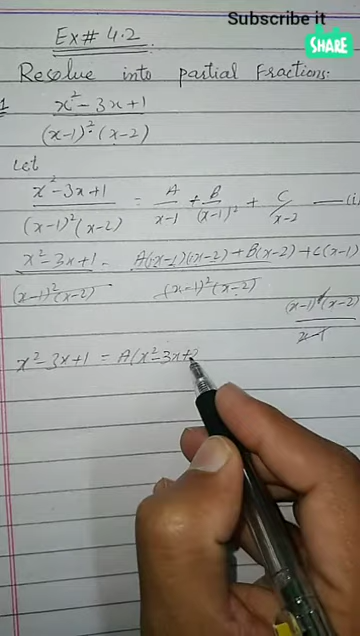 Subscribe it
SHARE
Ex# 4.2
Resolve into partial Fractions:
1 x²-3x+1
(x-1)²(x-2)
Let
x²-3x+1 / (x-1)²(x-2) = A/x-1 + B/(x-1)² + C/x-2 —(i)
x²-3x+1 / (x-1)²(x-2) = A(x-1)(x-2)+B(x-2)+C(x-1) / (x-1)²(x-2)
(x-1)²(x-2)
x-1
x²-3x+1 = A(x²-3x+2